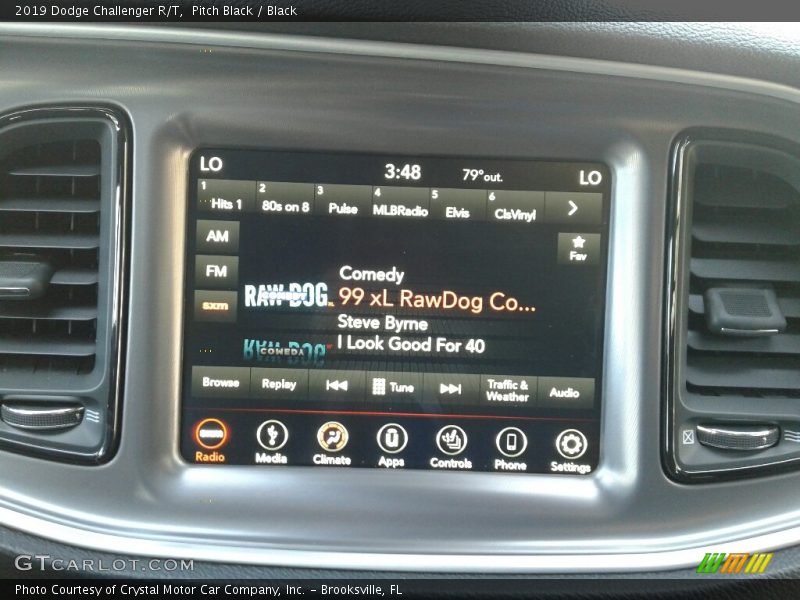 2019 Dodge Challenger R/T, Pitch Black / Black
LO
3:48
79°out.
LO
1 Hits 1
2 80s on 8
3 Pulse
4 MLBRadio
5 Elvis
6 ClsVinyl
AM
FM
sxm
Fav
RAW DOG
COMEDY
Comedy
99 xL RawDog Co...
Steve Byrne
I Look Good For 40
Browse
Replay
Tune
Traffic & Weather
Audio
Radio
Media
Climate
Apps
Controls
Phone
Settings
GTcarlot.com
Photo Courtesy of Crystal Motor Car Company, Inc. – Brooksville, FL